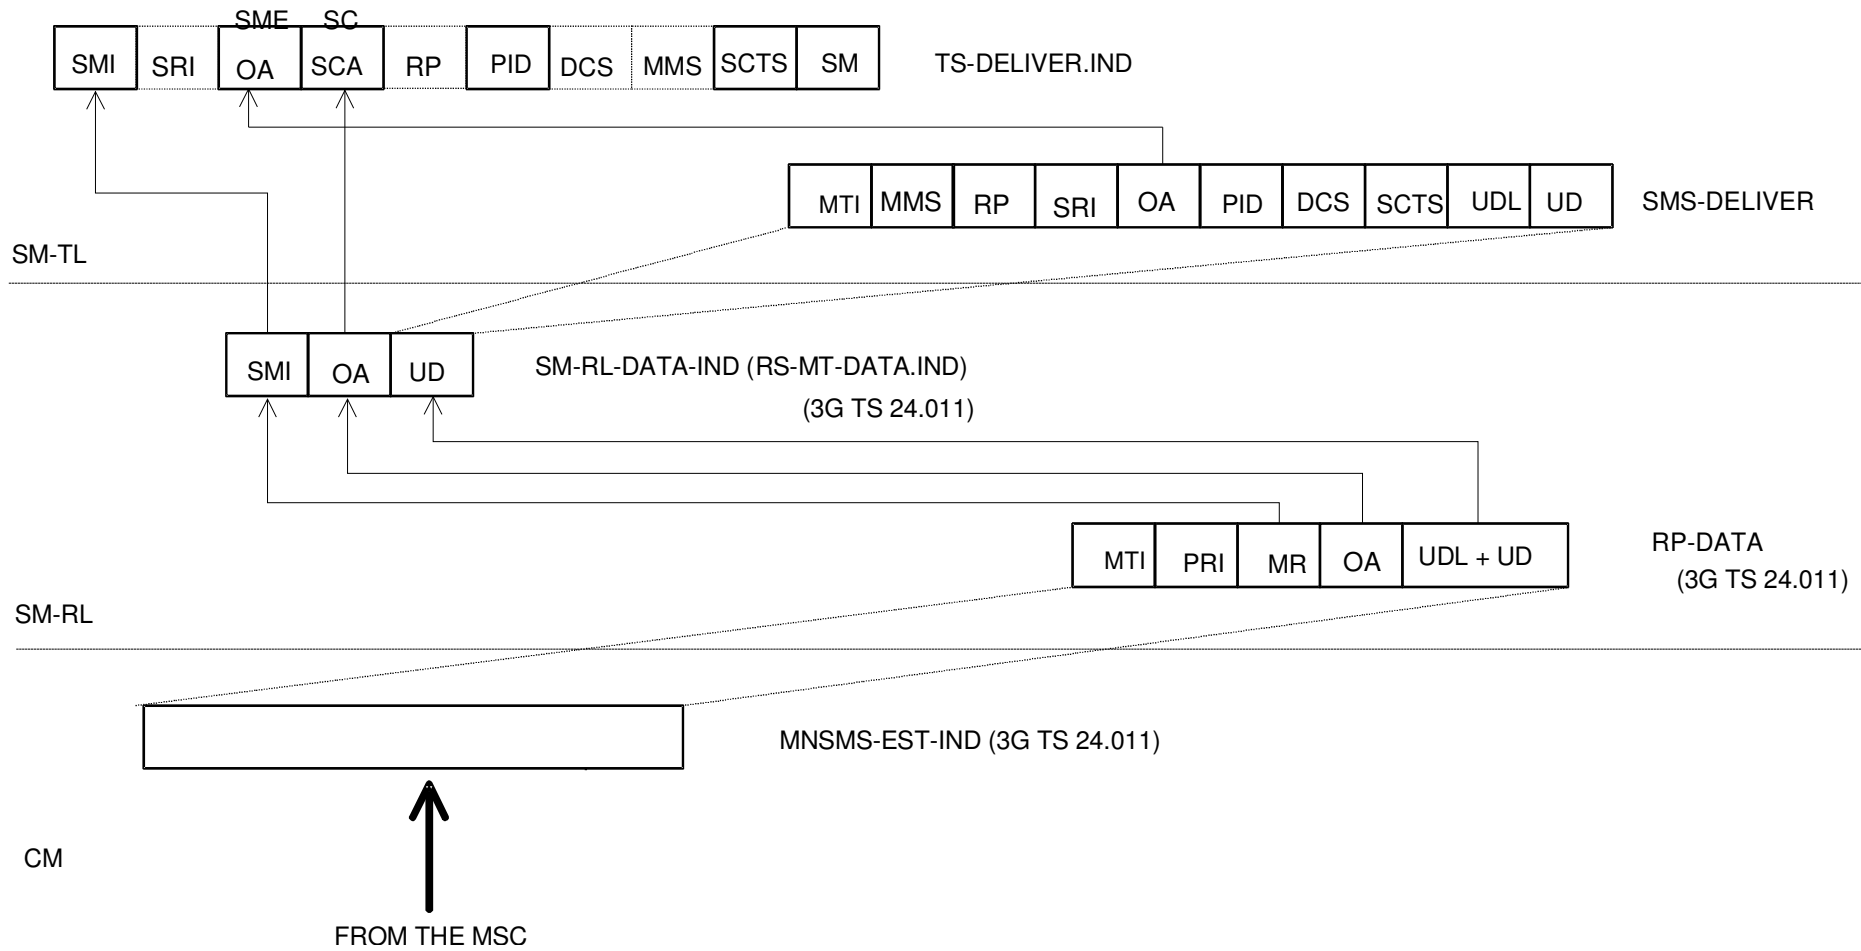 SME SC
SMI SRI OA SCA RP PID DCS MMS SCTS SM TS-DELIVER.IND
MTI MMS RP SRI OA PID DCS SCTS UDL UD SMS-DELIVER
SM-TL
SMI OA UD SM-RL-DATA-IND (RS-MT-DATA.IND)
(3G TS 24.011)
MTI PRI MR OA UDL + UD RP-DATA
(3G TS 24.011)
SM-RL
MNSMS-EST-IND (3G TS 24.011)
CM
FROM THE MSC